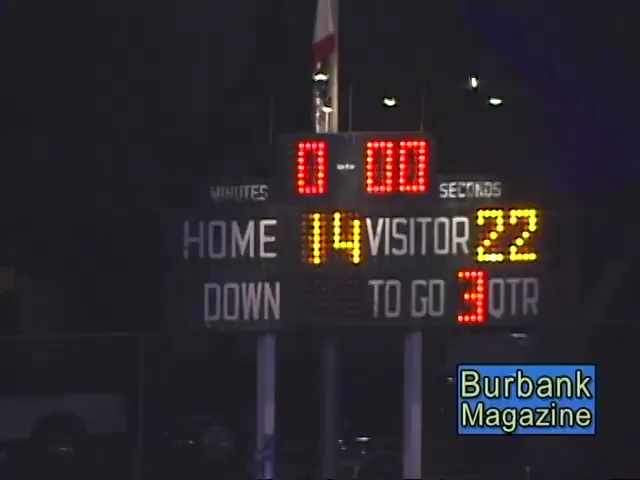 0 00
MINUTES SECONDS
HOME 14 VISITOR 22
DOWN TO GO 3 QTR
Burbank
Magazine